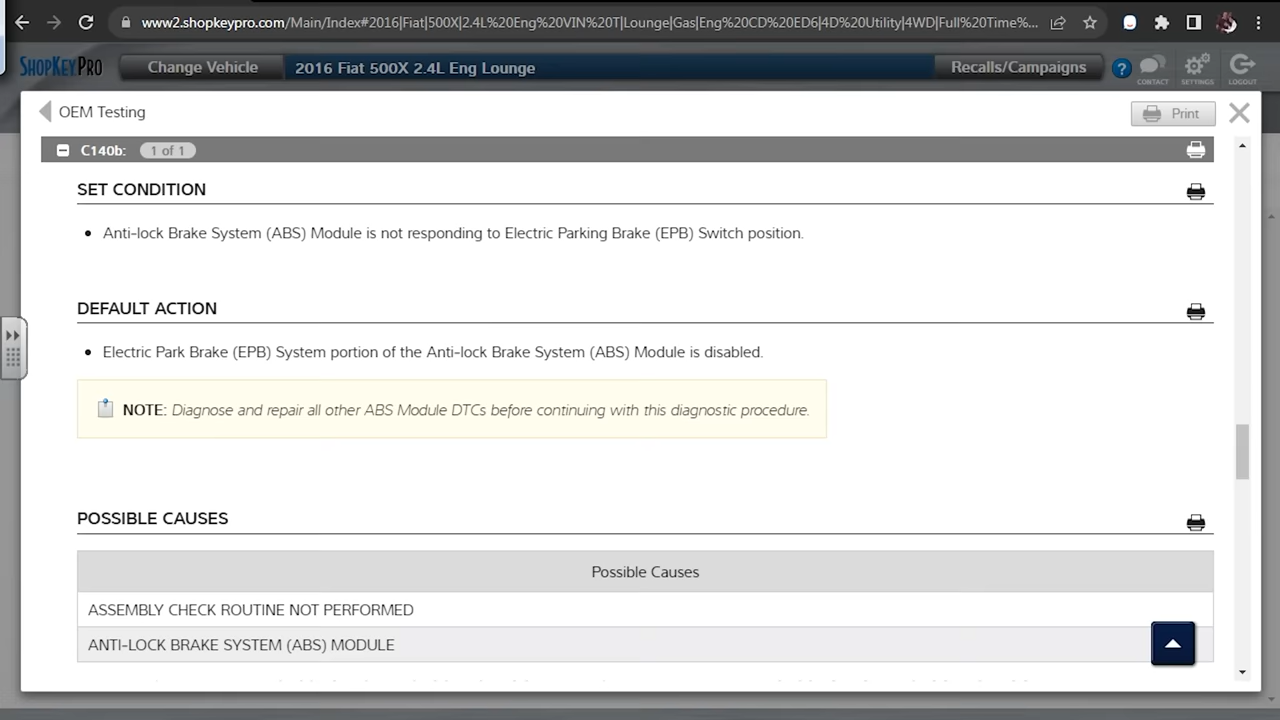 www2.shopkeypro.com/Main/Index#2016|Fiat|500X|2.4L%20Eng%20VIN%20T|Lounge|Gas|Eng%20CD%20ED6|4D%20Utility|4WD|Full%20Time%...
SHOPKEYPRO Change Vehicle 2016 Fiat 500X 2.4L Eng Lounge Recalls/Campaigns ? CONTACT SETTINGS LOGOUT
OEM Testing Print
C140b: 1 of 1
SET CONDITION
• Anti-lock Brake System (ABS) Module is not responding to Electric Parking Brake (EPB) Switch position.
DEFAULT ACTION
• Electric Park Brake (EPB) System portion of the Anti-lock Brake System (ABS) Module is disabled.
NOTE: Diagnose and repair all other ABS Module DTCs before continuing with this diagnostic procedure.
POSSIBLE CAUSES
Possible Causes
ASSEMBLY CHECK ROUTINE NOT PERFORMED
ANTI-LOCK BRAKE SYSTEM (ABS) MODULE